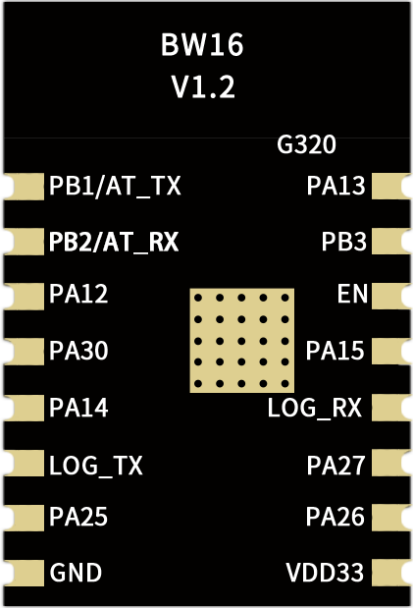 BW16
V1.2
G320
PB1/AT_TX PA13
PB2/AT_RX PB3
PA12 EN
PA30 PA15
PA14 LOG_RX
LOG_TX PA27
PA25 PA26
GND VDD33